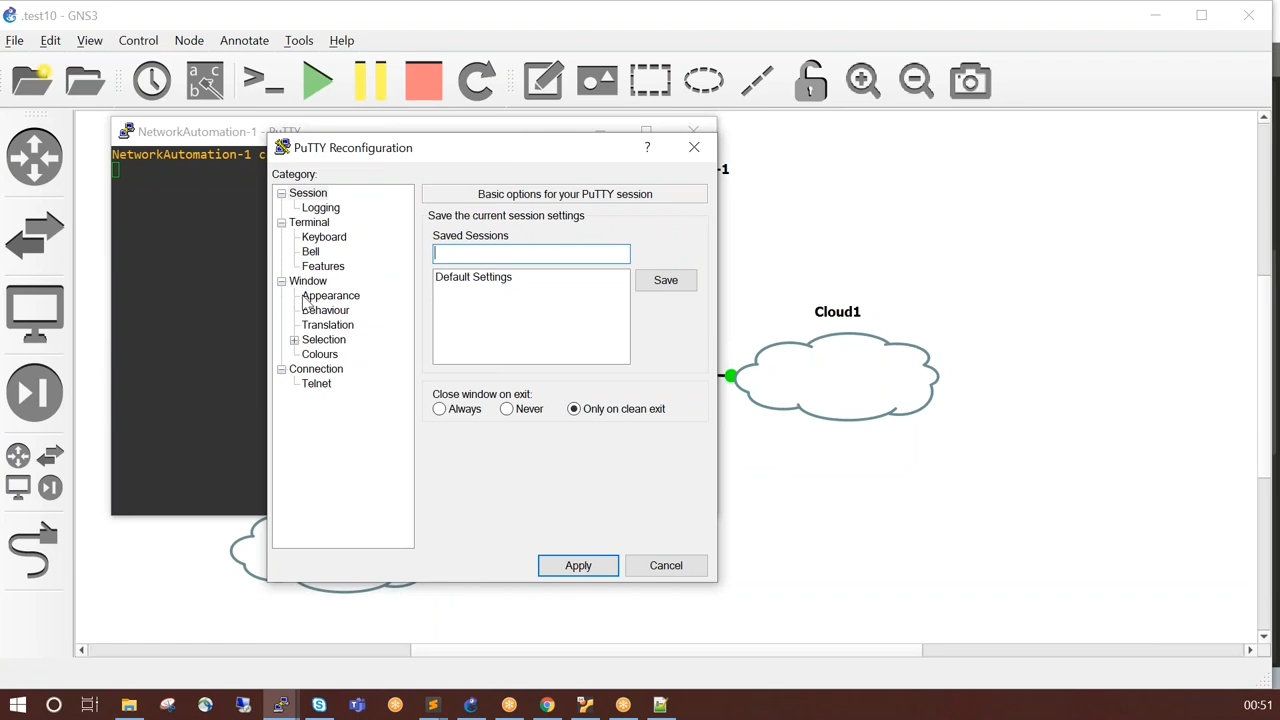 .test10 - GNS3
File Edit View Control Node Annotate Tools Help
a c
NetworkAutomation-1 - PuTTY
NetworkAutomation-1 c
PuTTY Reconfiguration
?
-1
Category:
Session
Logging
Terminal
Keyboard
Bell
Features
Window
Appearance
Behaviour
Translation
Selection
Colours
Connection
Telnet
Basic options for your PuTTY session
Save the current session settings
Saved Sessions
Default Settings
Save
Close window on exit:
Always Never Only on clean exit
Apply
Cancel
Cloud1
00:51